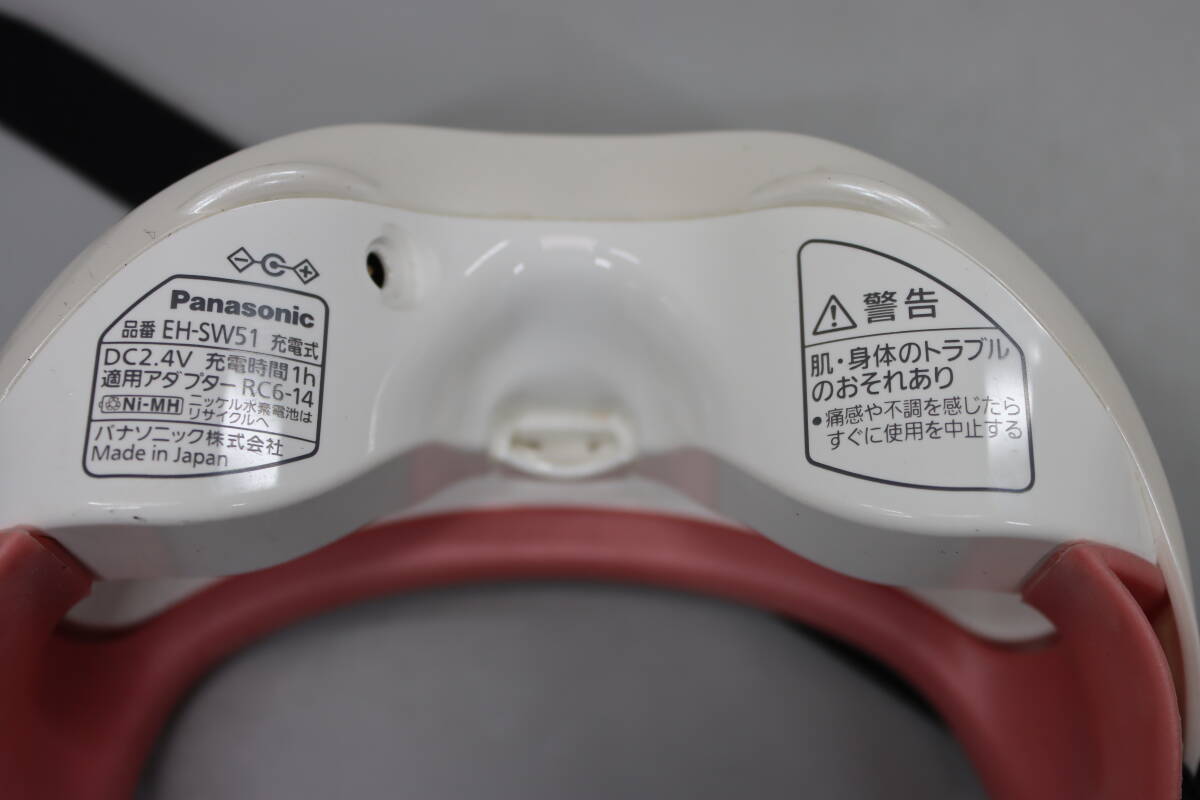 Panasonic
品番 EH-SW51 充電式
DC2.4V 充電時間1h
適用アダプター RC6-14
Ni-MH ニッケル水素電池は
リサイクルへ
パナソニック株式会社
Made in Japan
警告
肌・身体のトラブル
のおそれあり
●痛感や不調を感じたら
すぐに使用を中止する